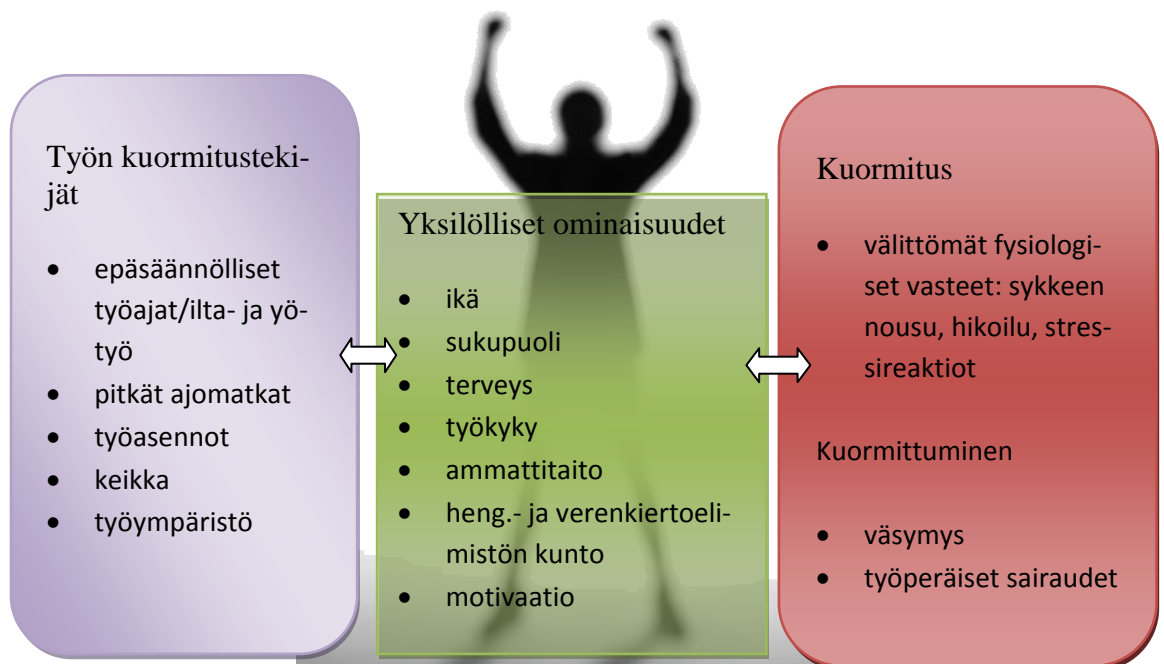 Työn kuormitusteki-
jät
• epäsäännölliset
työajat/ilta- ja yö-
työ
• pitkät ajomatkat
• työasennot
• keikka
• työympäristö
Yksilölliset ominaisuudet
• ikä
• sukupuoli
• terveys
• työkyky
• ammattitaito
• heng.- ja verenkiertoeli-
mistön kunto
• motivaatio
Kuormitus
• välittömät fysiologi-
set vasteet: sykkeen
nousu, hikoilu, stres-
sireaktiot
Kuormittuminen
• väsymys
• työperäiset sairaudet